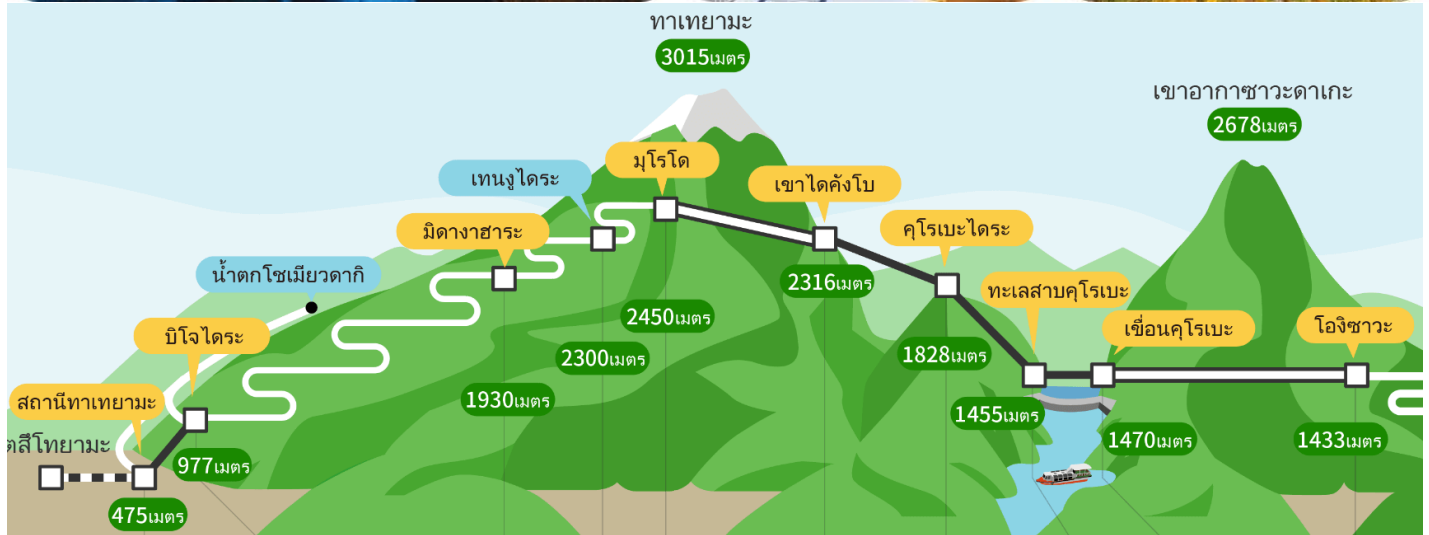 ทาเทยามะ
3015เมตร
เขาอากาซาวะดาเกะ
2678เมตร
มุโรโด
เทนงูไดระ
เขาไดคังโบ
มิดางาฮาระ
คุโรเบะไดระ
น้ำตกโชเมียวดากิ
2316เมตร
ทะเลสาบคุโรเบะ
2450เมตร
บิโจไดระ
เขื่อนคุโรเบะ
โองิซาวะ
2300เมตร
1828เมตร
สถานีทาเทยามะ
1930เมตร
1455เมตร
ตสึโทยามะ
1470เมตร
1433เมตร
977เมตร
475เมตร